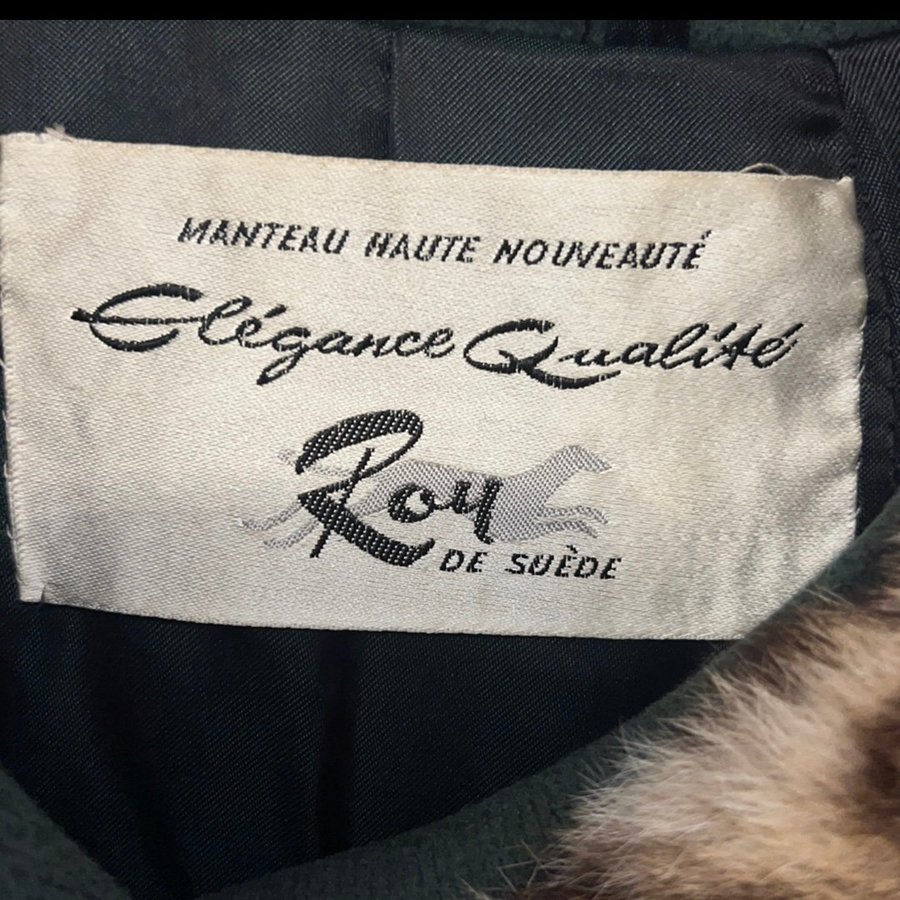 MANTEAU HAUTE NOUVEAUTÉ
Elégance Qualité
Roy
DE SUÈDE